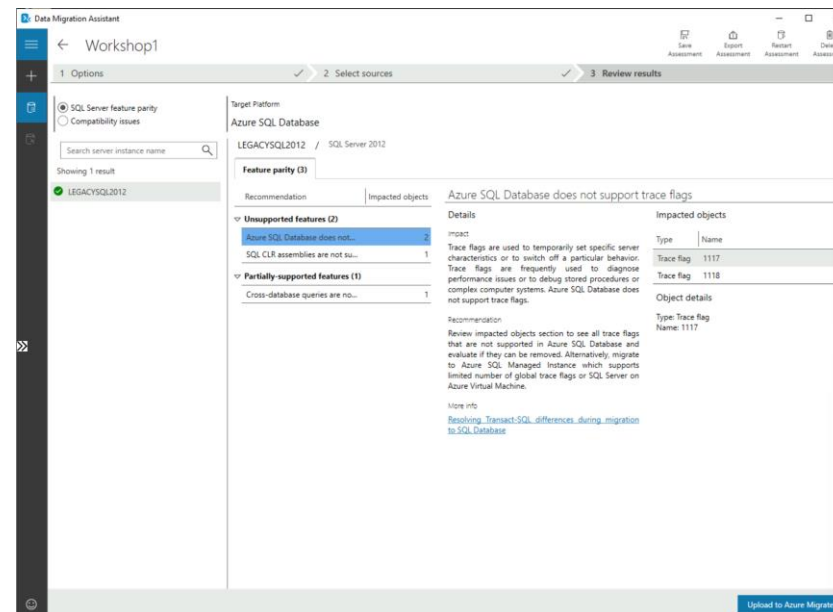 Data Migration Assistant
Workshop1
Save Assessment
Export Assessment
Restart Assessment
1 Options
2 Select sources
3 Review results
SQL Server feature parity
Compatibility issues
Search server instance name
Showing 1 result
LEGACYSQL2012
Target Platform
Azure SQL Database
LEGACYSQL2012 / SQL Server 2012
Feature parity (3)
Recommendation Impacted objects
Unsupported features (2)
Azure SQL Database does not... 2
SQL CLR assemblies are not su... 1
Partially-supported features (1)
Cross-database queries are no... 1
Azure SQL Database does not support trace flags
Details
Impact
Trace flags are used to temporarily set specific server
characteristics or to switch off a particular behavior.
Trace flags are frequently used to diagnose
performance issues or to debug stored procedures or
complex computer systems. Azure SQL Database does
not support trace flags.
Recommendation
Review impacted objects section to see all trace flags
that are not supported in Azure SQL Database and
evaluate if they can be removed. Alternatively, migrate
to Azure SQL Managed Instance which supports
limited number of global trace flags or SQL Server on
Azure Virtual Machine.
More info
Resolving Transact-SQL differences during migration
to SQL Database
Impacted objects
Type Name
Trace flag 1117
Trace flag 1118
Object details
Type: Trace flag
Name: 1117
Upload to Azure Migrate